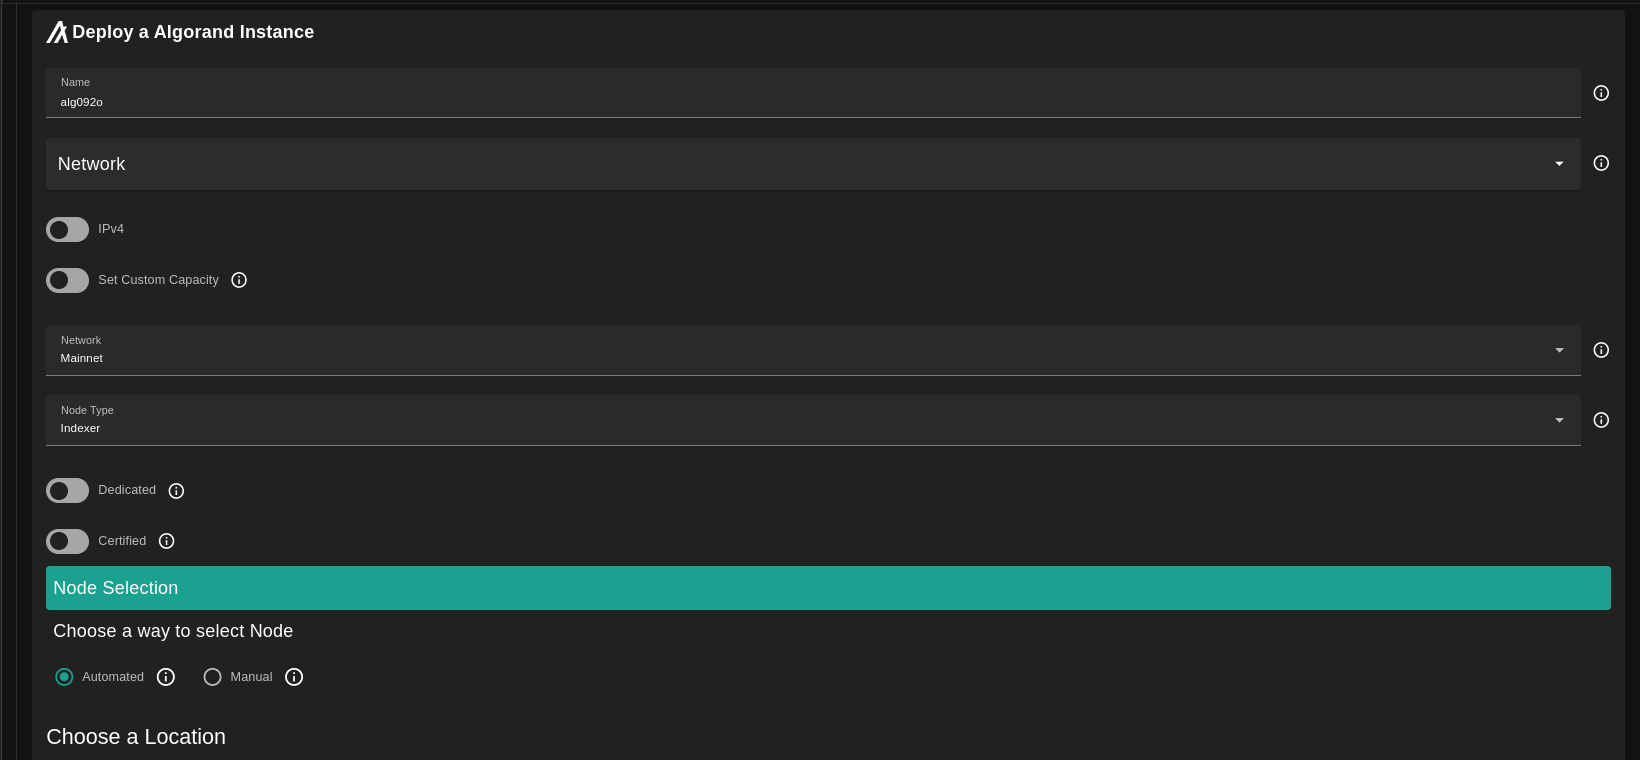 Deploy a Algorand Instance
Name
alg092o
Network
IPv4
Set Custom Capacity
Network
Mainnet
Node Type
Indexer
Dedicated
Certified
Node Selection
Choose a way to select Node
Automated Manual
Choose a Location